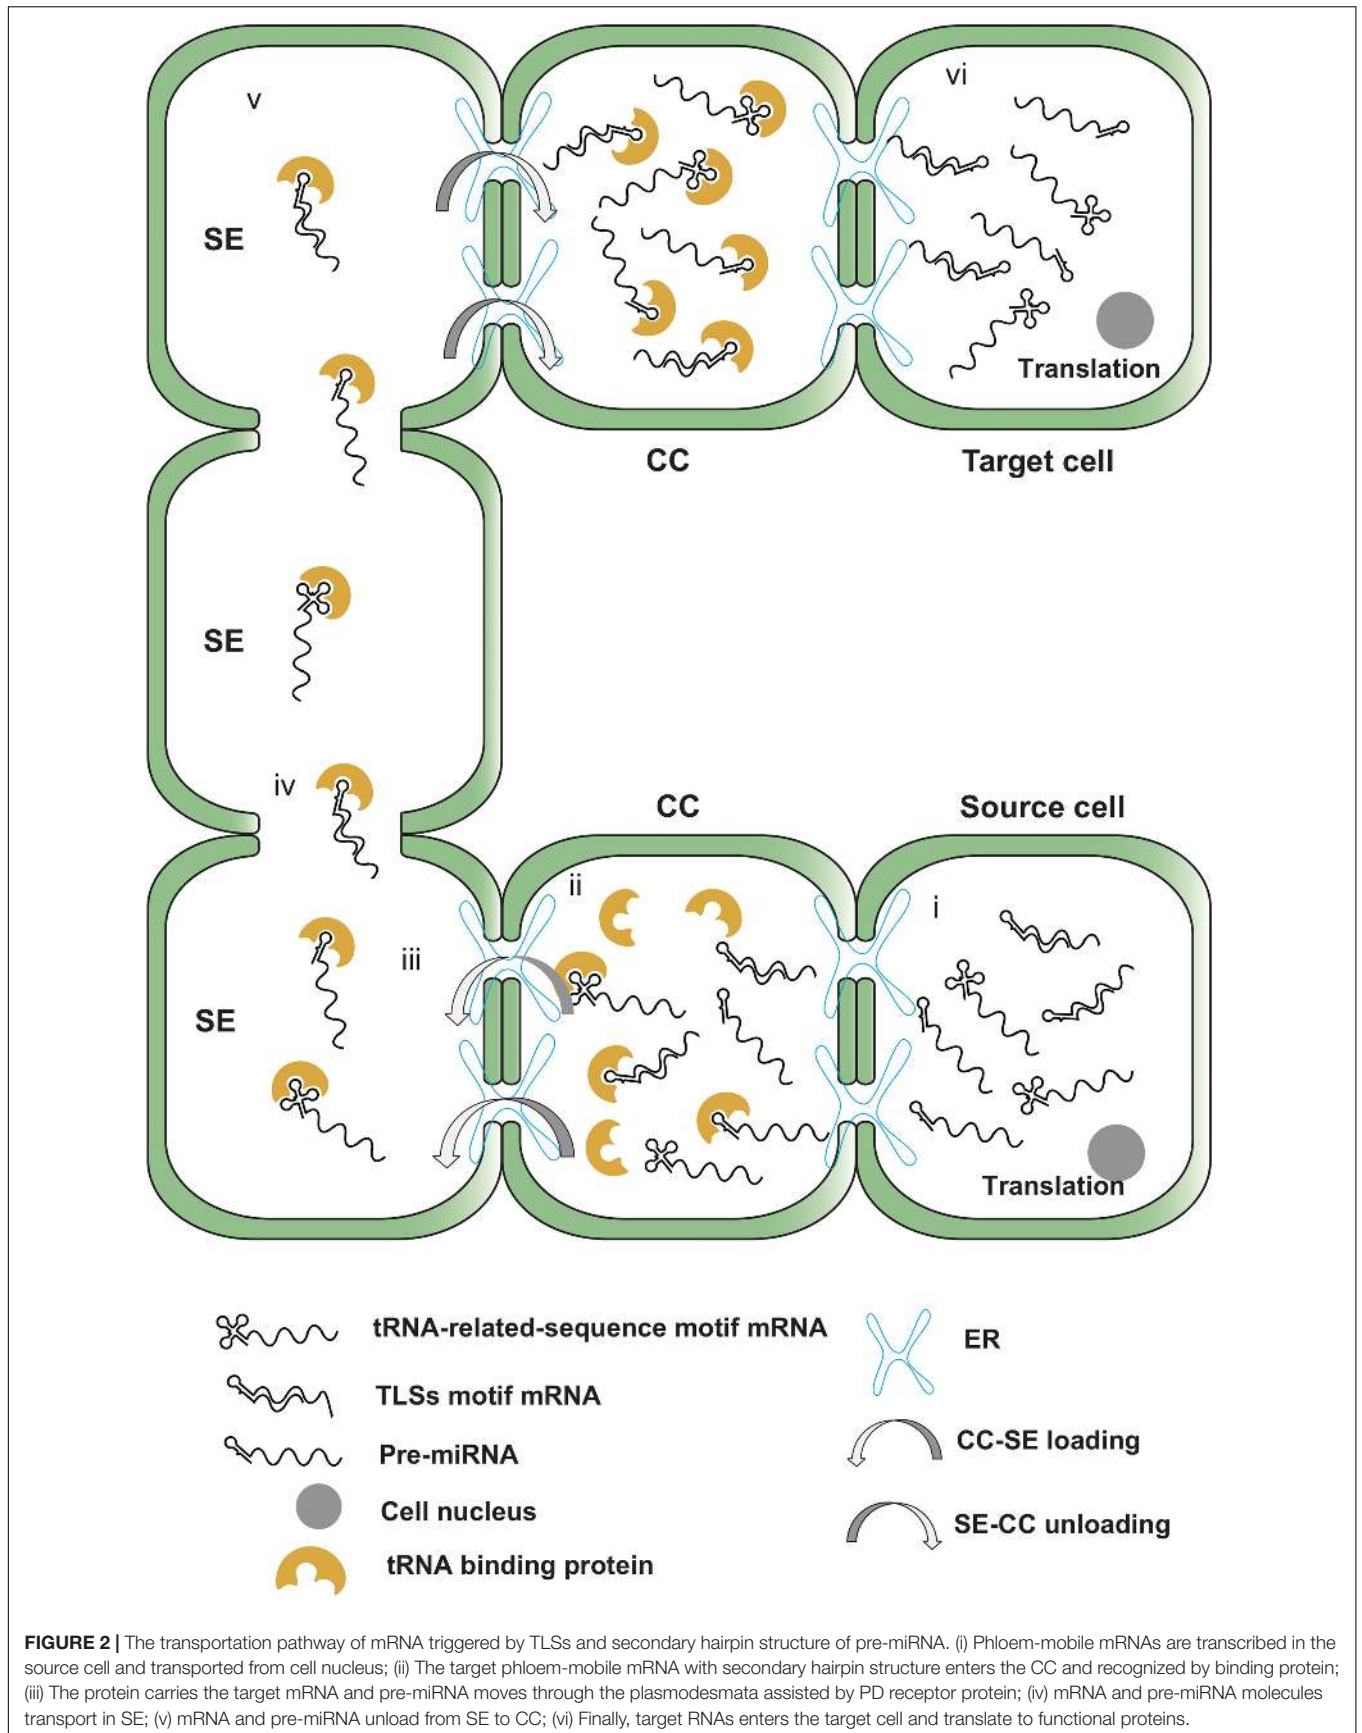 v
vi
SE
Translation
CC
Target cell
SE
iv
CC
Source cell
ii
i
iii
SE
Translation
tRNA-related-sequence motif mRNA
ER
TLSs motif mRNA
CC-SE loading
Pre-miRNA
Cell nucleus
SE-CC unloading
tRNA binding protein
FIGURE 2 | The transportation pathway of mRNA triggered by TLSs and secondary hairpin structure of pre-miRNA. (i) Phloem-mobile mRNAs are transcribed in the
source cell and transported from cell nucleus; (ii) The target phloem-mobile mRNA with secondary hairpin structure enters the CC and recognized by binding protein;
(iii) The protein carries the target mRNA and pre-miRNA moves through the plasmodesmata assisted by PD receptor protein; (iv) mRNA and pre-miRNA molecules
transport in SE; (v) mRNA and pre-miRNA unload from SE to CC; (vi) Finally, target RNAs enters the target cell and translate to functional proteins.